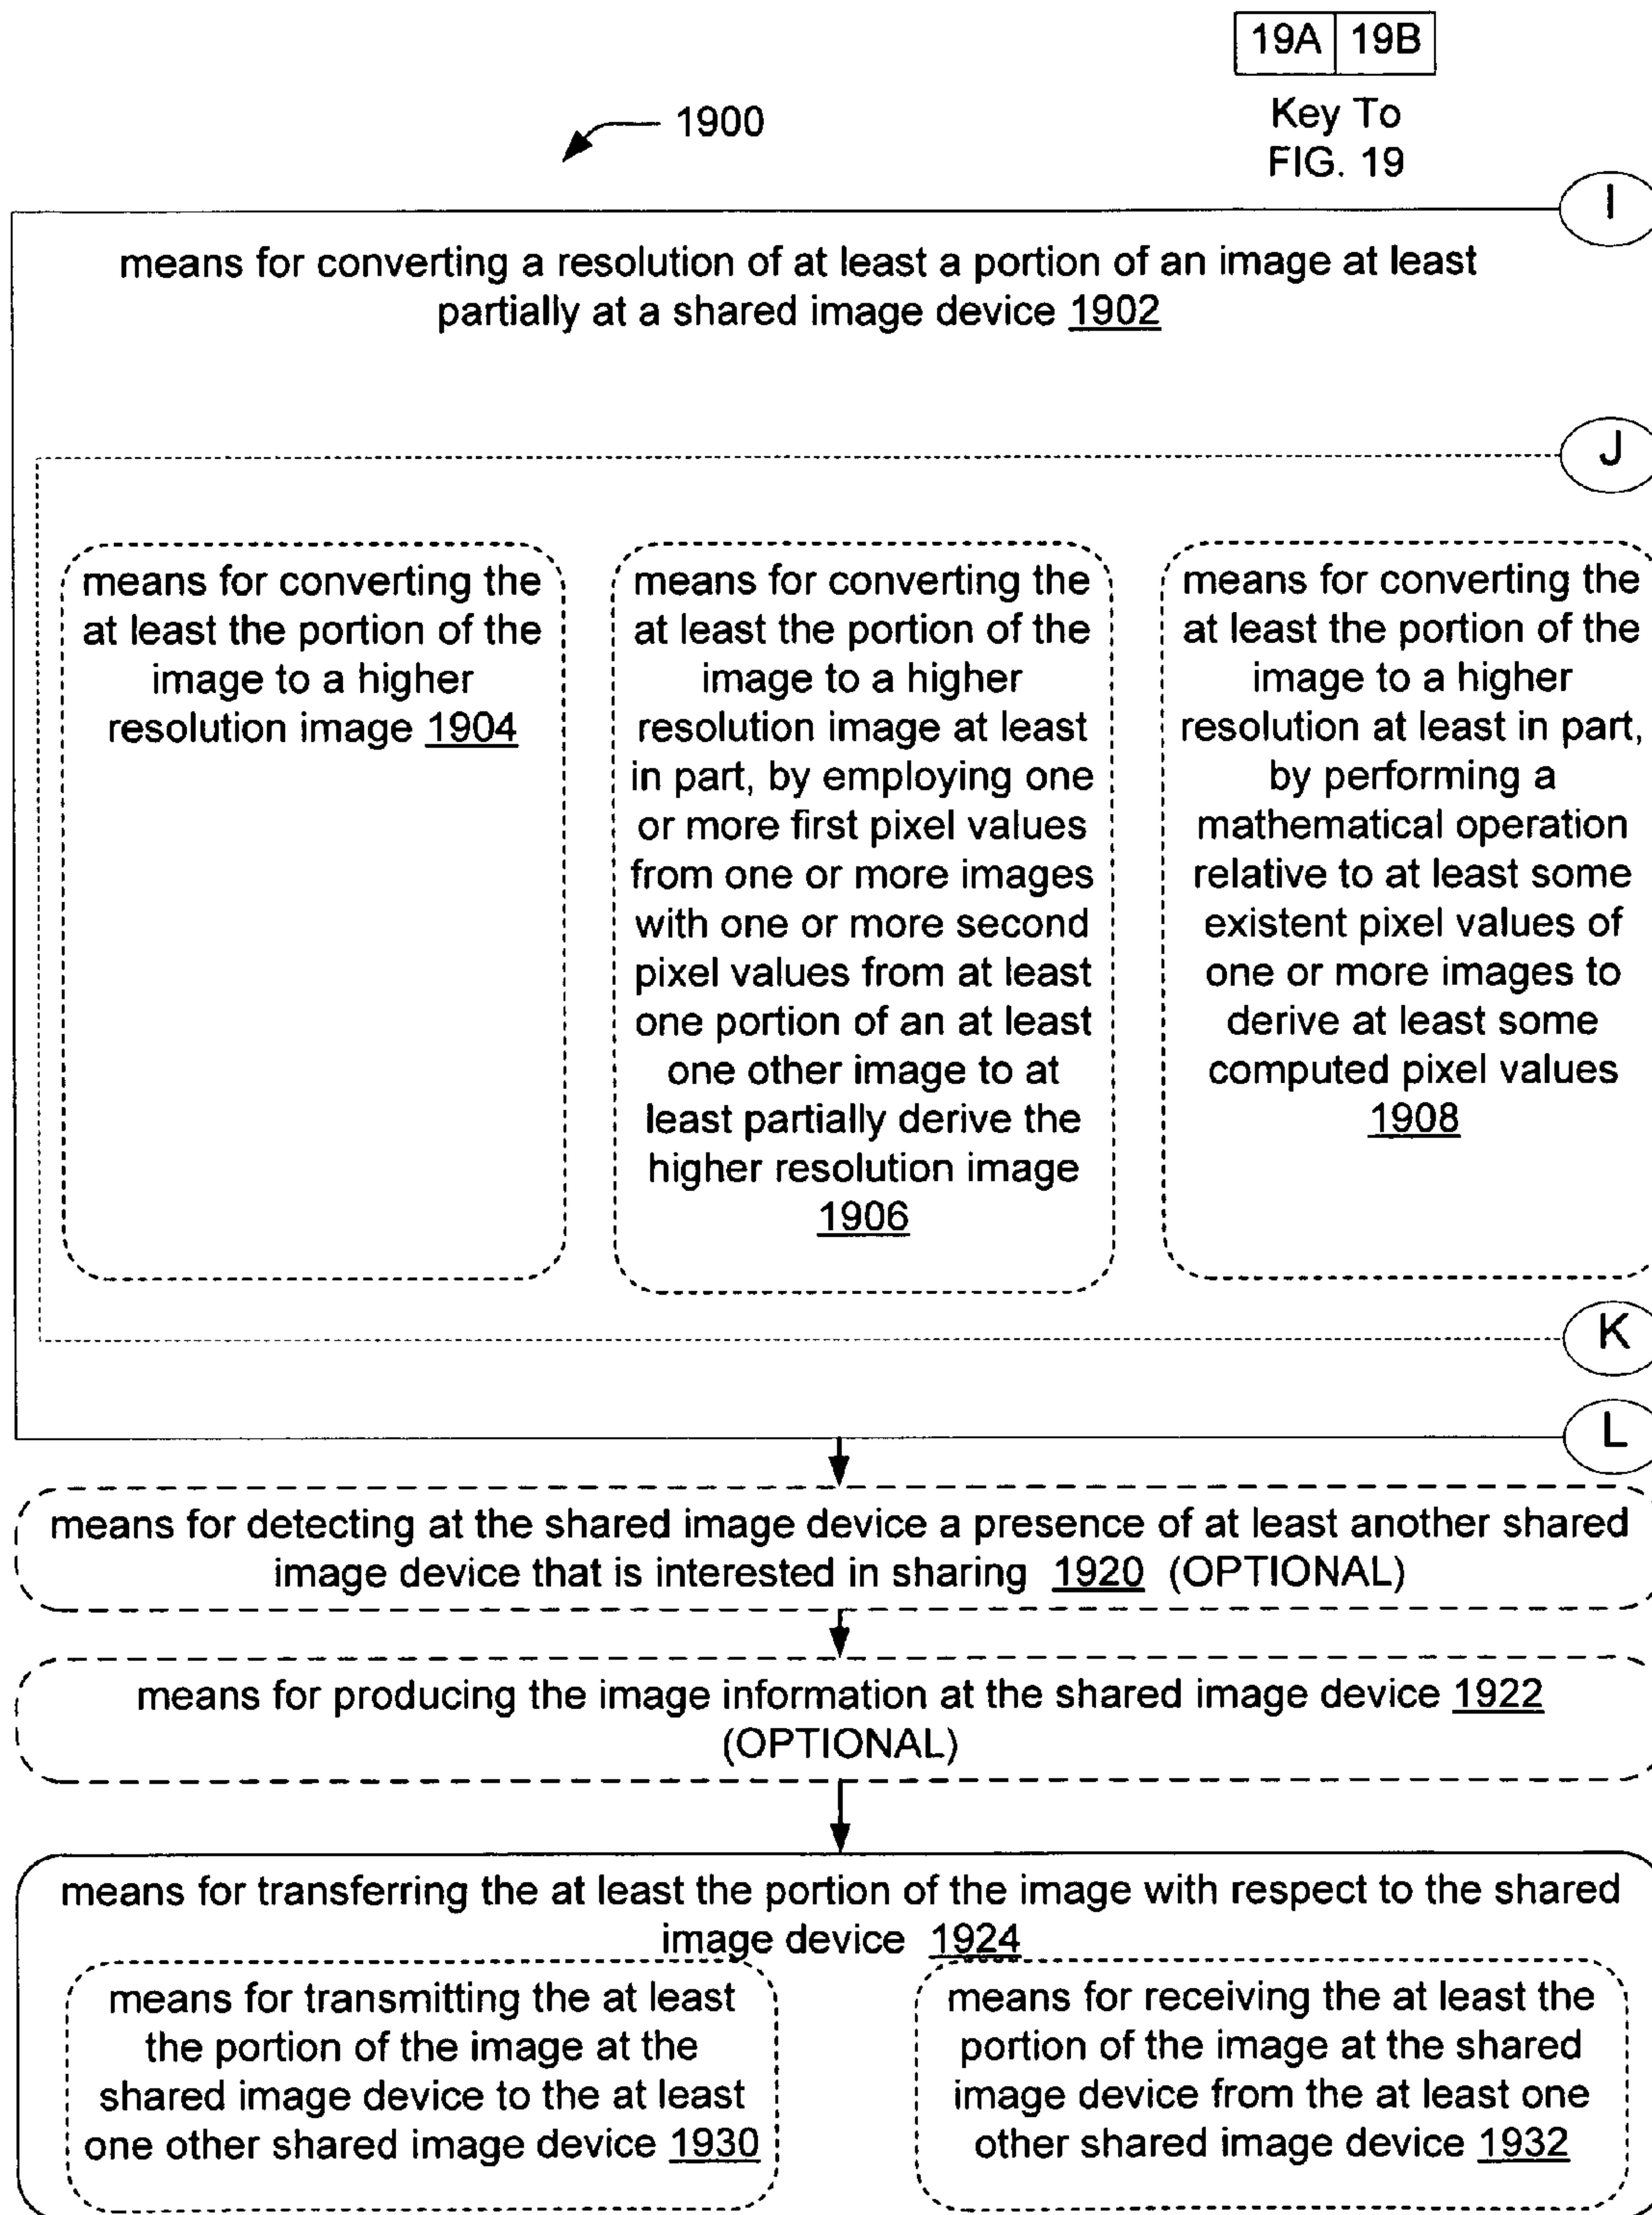 19A 19B
Key To
FIG. 19
1900
I
means for converting a resolution of at least a portion of an image at least
partially at a shared image device 1902
J
means for converting the
at least the portion of the
image to a higher
resolution image 1904
means for converting the
at least the portion of the
image to a higher
resolution image at least
in part, by employing one
or more first pixel values
from one or more images
with one or more second
pixel values from at least
one portion of an at least
one other image to at
least partially derive the
higher resolution image
1906
means for converting the
at least the portion of the
image to a higher
resolution at least in part,
by performing a
mathematical operation
relative to at least some
existent pixel values of
one or more images to
derive at least some
computed pixel values
1908
K
L
means for detecting at the shared image device a presence of at least another shared
image device that is interested in sharing 1920 (OPTIONAL)
means for producing the image information at the shared image device 1922
(OPTIONAL)
means for transferring the at least the portion of the image with respect to the shared
image device 1924
means for transmitting the at least
the portion of the image at the
shared image device to the at least
one other shared image device 1930
means for receiving the at least the
portion of the image at the shared
image device from the at least one
other shared image device 1932